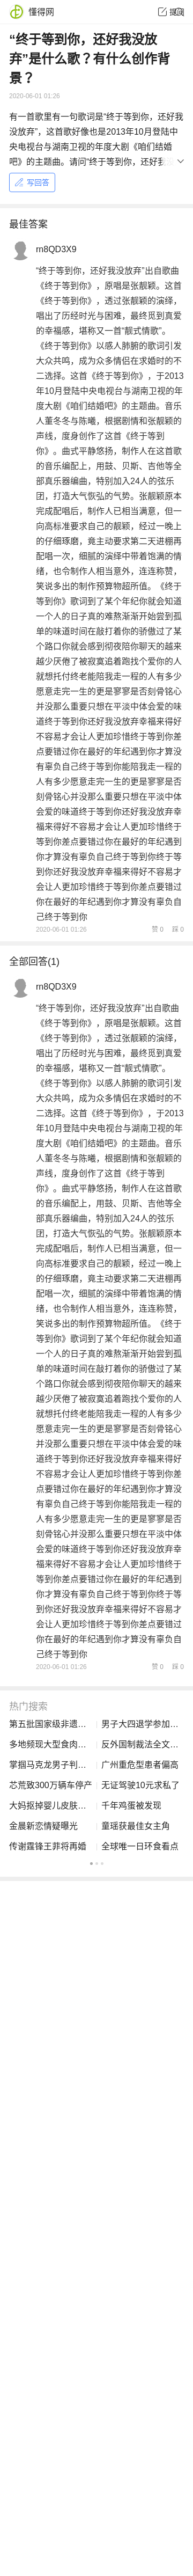 懂得网
提问
“终于等到你，还好我没放
弃”是什么歌？有什么创作背
景？
2020-06-01 01:26
有一首歌里有一句歌词是“终于等到你，还好我
没放弃”，这首歌好像也是2013年10月登陆中
央电视台与湖南卫视的年度大剧《咱们结婚
吧》的主题曲。请问“终于等到你，还好我
写回答
最佳答案
rn8QD3X9
“终于等到你，还好我没放弃”出自歌曲
《终于等到你》，原唱是张靓颖。这首
《终于等到你》，透过张靓颖的演绎，
唱出了历经时光与困难，最终觅到真爱
的幸福感，堪称又一首“靓式情歌”。
《终于等到你》以感人肺腑的歌词引发
大众共鸣，成为众多情侣在求婚时的不
二选择。这首《终于等到你》，于2013
年10月登陆中央电视台与湖南卫视的年
度大剧《咱们结婚吧》的主题曲。音乐
人董冬冬与陈曦，根据剧情和张靓颖的
声线，度身创作了这首《终于等到
你》。曲式平静悠扬，制作人在这首歌
的音乐编配上，用鼓、贝斯、吉他等全
部真乐器编曲，特别加入24人的弦乐
团，打造大气恢弘的气势。张靓颖原本
完成配唱后，制作人已相当满意，但一
向高标准要求自己的靓颖，经过一晚上
的仔细琢磨，竟主动要求第二天进棚再
配唱一次，细腻的演绎中带着饱满的情
绪，也令制作人相当意外，连连称赞，
笑说多出的制作预算物超所值。《终于
等到你》歌词到了某个年纪你就会知道
一个人的日子真的难熬渐渐开始尝到孤
单的味道时间在敲打着你的骄傲过了某
个路口你就会感到彻夜陪你聊天的越来
越少厌倦了被寂寞追着跑找个爱你的人
就想托付终老能陪我走一程的人有多少
愿意走完一生的更是寥寥是否刻骨铭心
并没那么重要只想在平淡中体会爱的味
道终于等到你还好我没放弃幸福来得好
不容易才会让人更加珍惜终于等到你差
点要错过你在最好的年纪遇到你才算没
有辜负自己终于等到你能陪我走一程的
人有多少愿意走完一生的更是寥寥是否
刻骨铭心并没那么重要只想在平淡中体
会爱的味道终于等到你还好我没放弃幸
福来得好不容易才会让人更加珍惜终于
等到你差点要错过你在最好的年纪遇到
你才算没有辜负自己终于等到你终于等
到你还好我没放弃幸福来得好不容易才
会让人更加珍惜终于等到你差点要错过
你在最好的年纪遇到你才算没有辜负自
己终于等到你
2020-06-01 01:26 赞 0 踩 0
全部回答(1)
rn8QD3X9
“终于等到你，还好我没放弃”出自歌曲
《终于等到你》，原唱是张靓颖。这首
《终于等到你》，透过张靓颖的演绎，
唱出了历经时光与困难，最终觅到真爱
的幸福感，堪称又一首“靓式情歌”。
《终于等到你》以感人肺腑的歌词引发
大众共鸣，成为众多情侣在求婚时的不
二选择。这首《终于等到你》，于2013
年10月登陆中央电视台与湖南卫视的年
度大剧《咱们结婚吧》的主题曲。音乐
人董冬冬与陈曦，根据剧情和张靓颖的
声线，度身创作了这首《终于等到
你》。曲式平静悠扬，制作人在这首歌
的音乐编配上，用鼓、贝斯、吉他等全
部真乐器编曲，特别加入24人的弦乐
团，打造大气恢弘的气势。张靓颖原本
完成配唱后，制作人已相当满意，但一
向高标准要求自己的靓颖，经过一晚上
的仔细琢磨，竟主动要求第二天进棚再
配唱一次，细腻的演绎中带着饱满的情
绪，也令制作人相当意外，连连称赞，
笑说多出的制作预算物超所值。《终于
等到你》歌词到了某个年纪你就会知道
一个人的日子真的难熬渐渐开始尝到孤
单的味道时间在敲打着你的骄傲过了某
个路口你就会感到彻夜陪你聊天的越来
越少厌倦了被寂寞追着跑找个爱你的人
就想托付终老能陪我走一程的人有多少
愿意走完一生的更是寥寥是否刻骨铭心
并没那么重要只想在平淡中体会爱的味
道终于等到你还好我没放弃幸福来得好
不容易才会让人更加珍惜终于等到你差
点要错过你在最好的年纪遇到你才算没
有辜负自己终于等到你能陪我走一程的
人有多少愿意走完一生的更是寥寥是否
刻骨铭心并没那么重要只想在平淡中体
会爱的味道终于等到你还好我没放弃幸
福来得好不容易才会让人更加珍惜终于
等到你差点要错过你在最好的年纪遇到
你才算没有辜负自己终于等到你终于等
到你还好我没放弃幸福来得好不容易才
会让人更加珍惜终于等到你差点要错过
你在最好的年纪遇到你才算没有辜负自
己终于等到你
2020-06-01 01:26 赞 0 踩 0
热门搜索
第五批国家级非遗... 男子大四退学参加...
多地频现大型食肉... 反外国制裁法全文...
掌掴马克龙男子判... 广州重危型患者偏高
芯荒致300万辆车停产 无证驾驶10元求私了
大妈抠掉婴儿皮肤... 千年鸡蛋被发现
金晨新恋情疑曝光 童瑶获最佳女主角
传谢霆锋王菲将再婚 全球唯一日环食看点